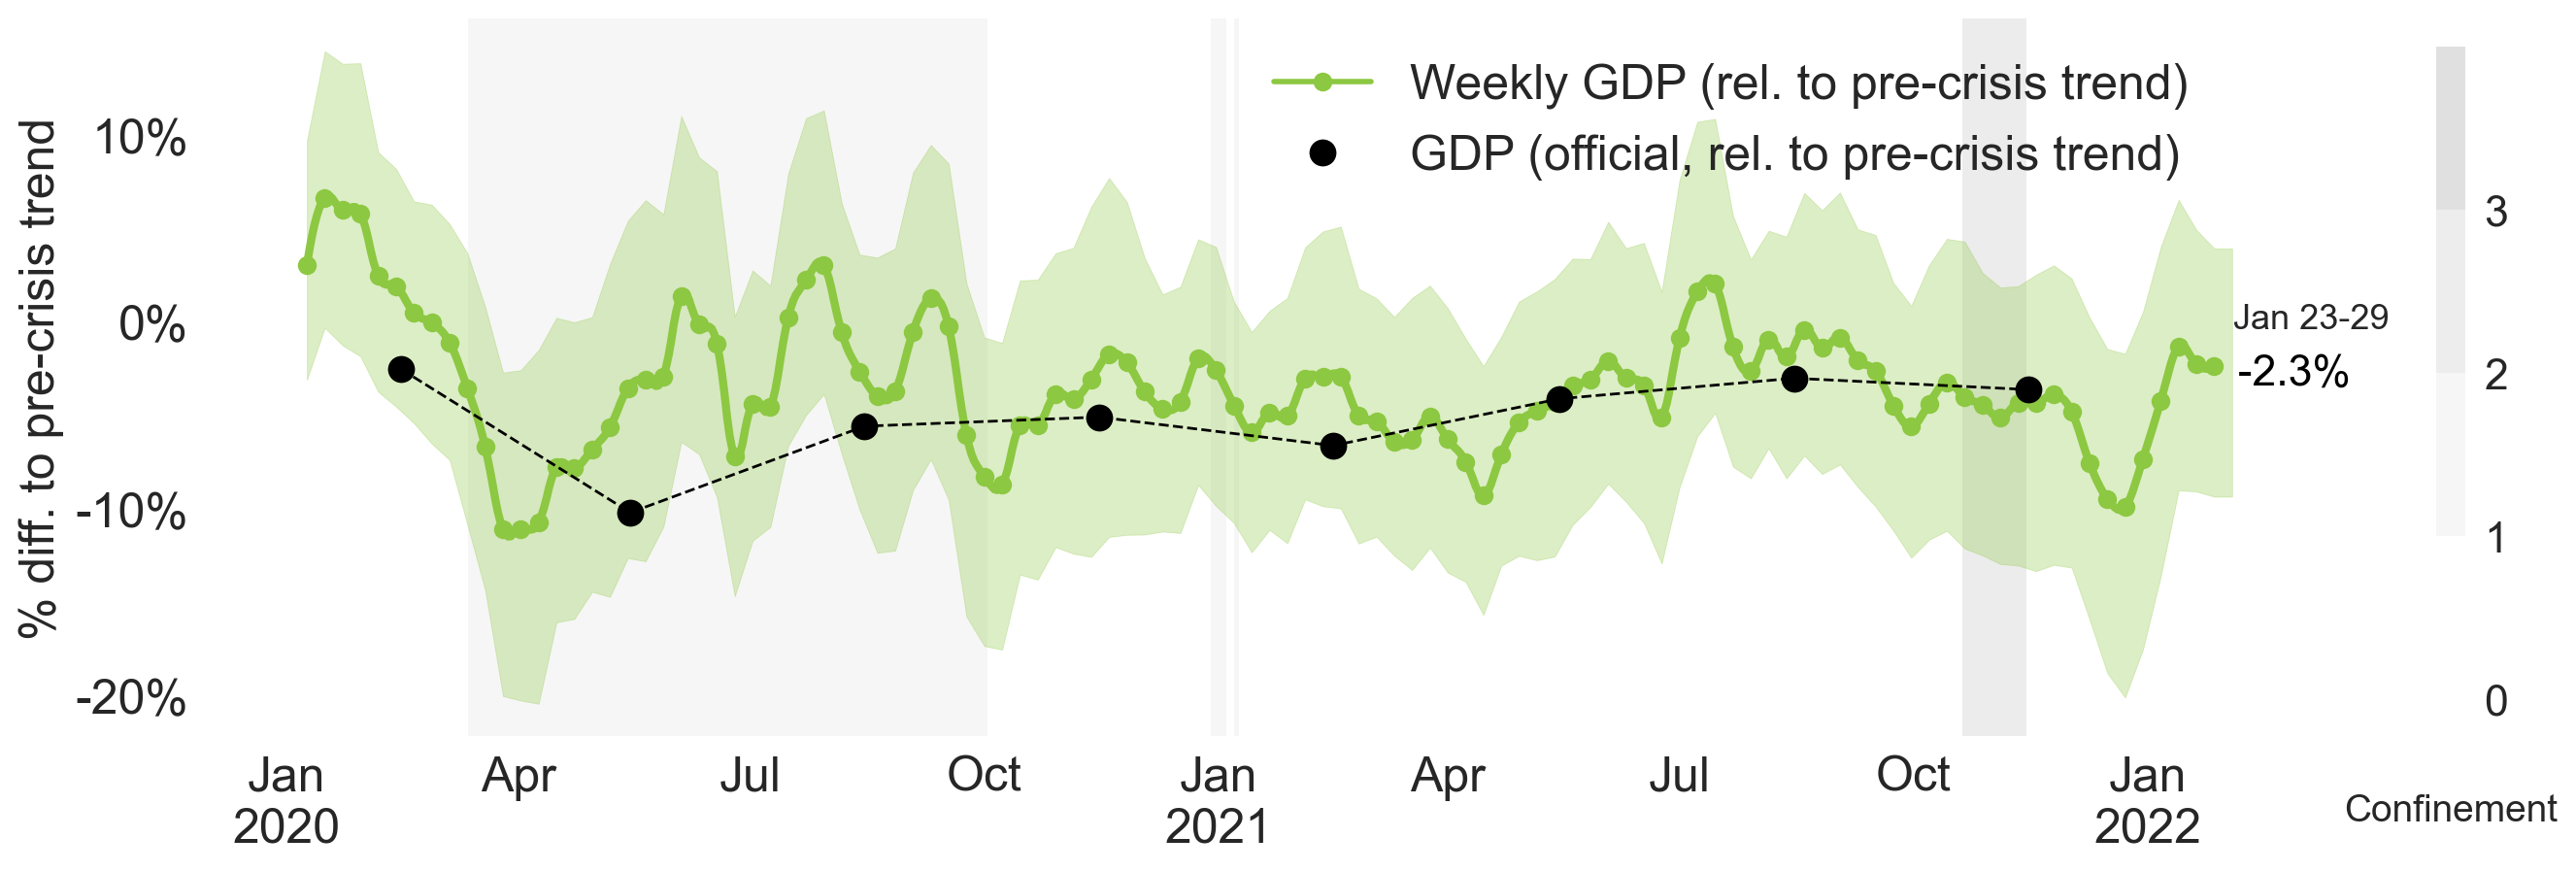 Weekly GDP (rel. to pre-crisis trend)
GDP (official, rel. to pre-crisis trend)
% diff. to pre-crisis trend
10%
0%
-10%
-20%
Jan 23-29
-2.3%
3
2
1
0
Jan Apr Jul Oct Jan Apr Jul Oct Jan
2020 2021 2022
Confinement